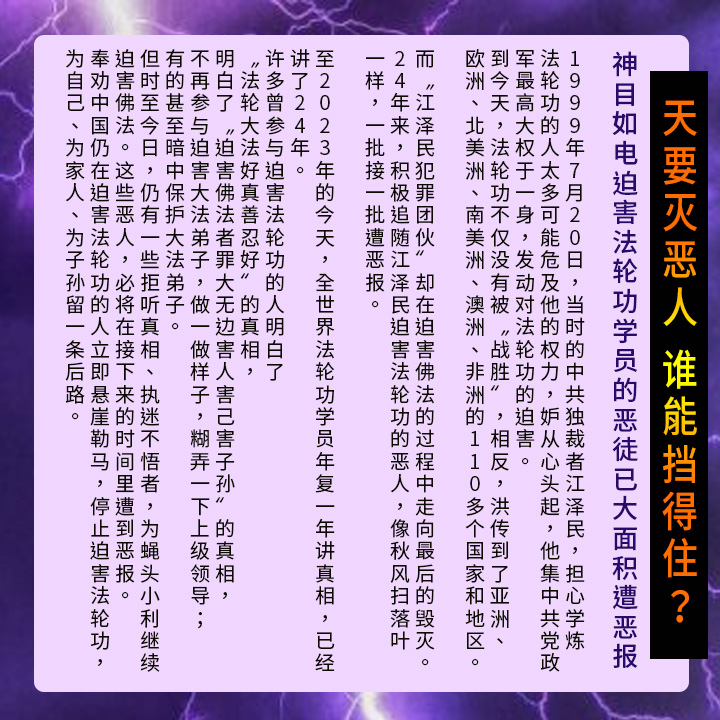 天要灭恶人 谁能挡得住？
神目如电迫害法轮功学员的恶徒已大面积遭恶报
1999年7月20日，当时的中共独裁者江泽民，担心学炼
法轮功的人太多可能危及他的权力，妒从心头起，他集中共党政
军最高大权于一身，发动对法轮功的迫害。
到今天，法轮功不仅没有被“战胜”，相反，洪传到了亚洲、
欧洲、北美洲、南美洲、澳洲、非洲的110多个国家和地区。
而“江泽民犯罪团伙”却在迫害佛法的过程中走向最后的毁灭。
24年来，积极追随江泽民迫害法轮功的恶人，像秋风扫落叶
一样，一批接一批遭恶报。
至2023年的今天，全世界法轮功学员年复一年讲真相，已经
讲了24年。
许多曾参与迫害法轮功的人明白了
“法轮大法好真善忍好”的真相，
明白了“迫害佛法者罪大无边害人害己害子孙”的真相，
不再参与迫害大法弟子，做一做样子，糊弄一下上级领导；
有的甚至暗中保护大法弟子。
但时至今日，仍有一些拒听真相、执迷不悟者，为蝇头小利继续
迫害佛法。这些恶人，必将在接下来的时间里遭到恶报。
奉劝中国仍在迫害法轮功的人立即悬崖勒马，停止迫害法轮功，
为自己、为家人、为子孙留一条后路。